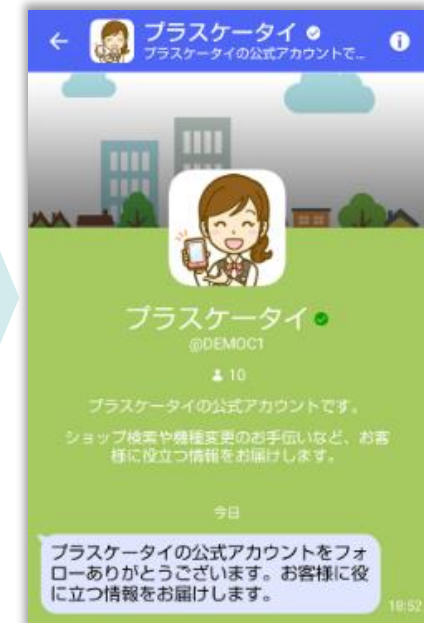 プラスケータイ
プラスケータイの公式アカウントで…
プラスケータイ
@DEMOC1
10
プラスケータイの公式アカウントです。
ショップ検索や機種変更のお手伝いなど、お客
様に役立つ情報をお届けします。
今日
プラスケータイの公式アカウントをフォ
ローありがとうございます。お客様に役
に立つ情報をお届けします。
18:52